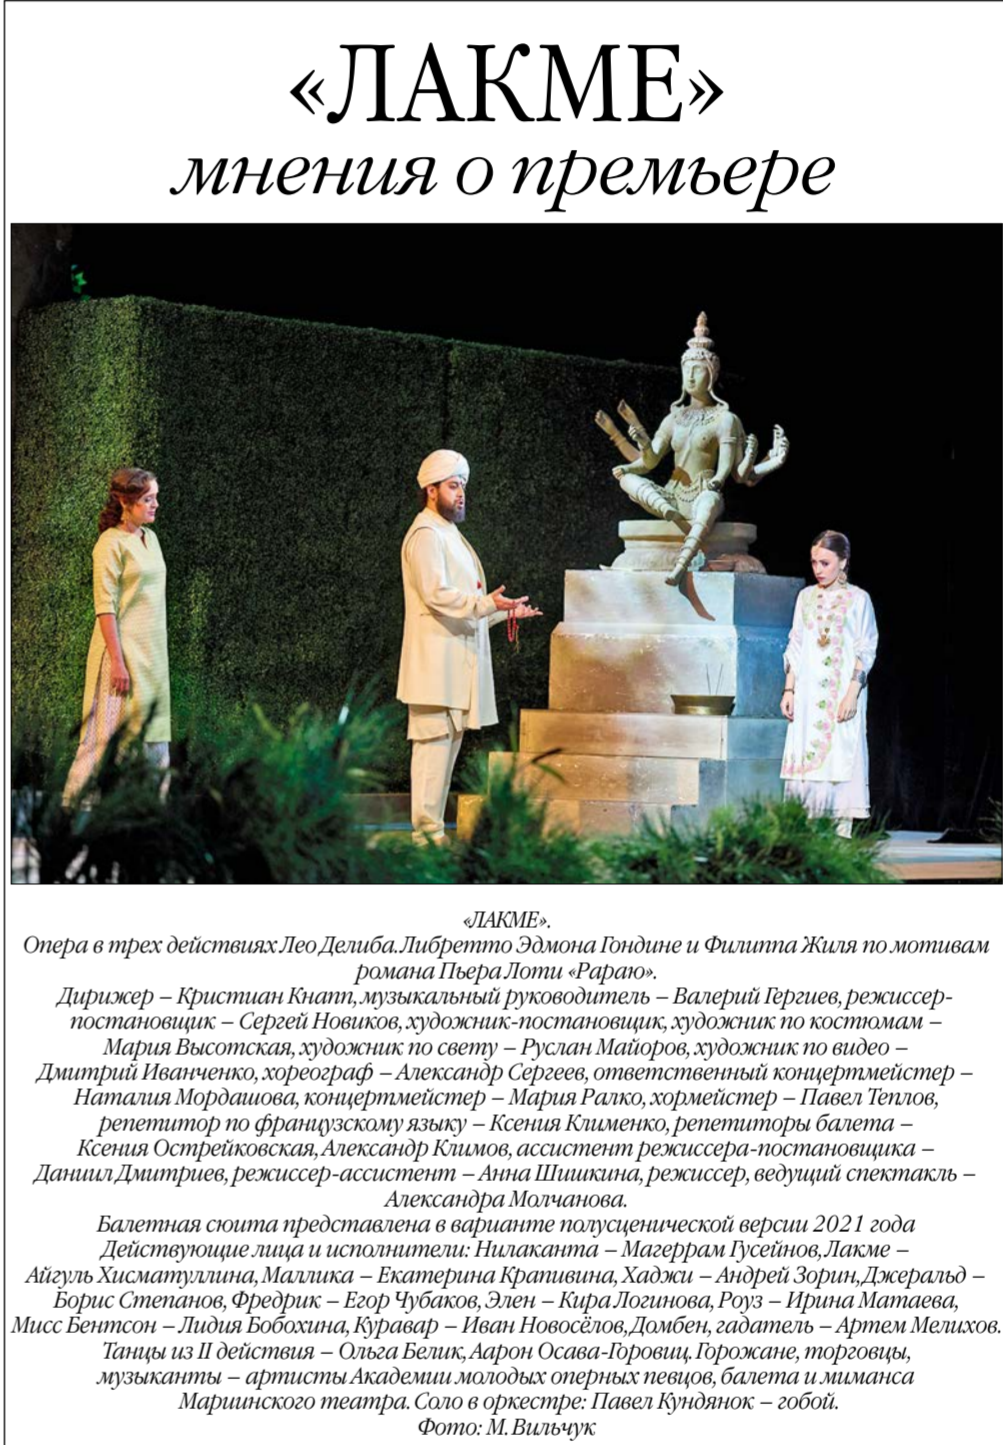 «ЛАКМЕ»
мнения о премьере
«ЛАКМЕ».
Опера в трех действиях Лео Делиба. Либретто Эдмона Гондине и Филиппа Жиля по мотивам
романа Пьера Лоти «Рараю».
Дирижер – Кристиан Кнапп, музыкальный руководитель – Валерий Гергиев, режиссер-
постановщик – Сергей Новиков, художник-постановщик, художник по костюмам –
Мария Высотская, художник по свету – Руслан Майоров, художник по видео –
Дмитрий Иванченко, хореограф – Александр Сергеев, ответственный концертмейстер –
Наталия Мордашова, концертмейстер – Мария Ралко, хормейстер – Павел Теплов,
репетитор по французскому языку – Ксения Клименко, репетиторы балета –
Ксения Острейковская, Александр Климов, ассистент режиссера-постановщика –
Даниил Дмитриев, режиссер-ассистент – Анна Шишкина, режиссер, ведущий спектакль –
Александра Молчанова.
Балетная сюита представлена в варианте полусценической версии 2021 года
Действующие лица и исполнители: Нилаканта – Магеррам Гусейнов, Лакме –
Айгуль Хисматуллина, Маллика – Екатерина Крапивина, Хаджи – Андрей Зорин, Джеральд –
Борис Степанов, Фредрик – Егор Чубаков, Элен – Кира Логинова, Роуз – Ирина Матаева,
Мисс Бентсон – Лидия Бобохина, Куравар – Иван Новосёлов, Домбен, гадатель – Артем Мелихов.
Танцы из II действия – Ольга Белик, Аарон Осава-Горовиц. Горожане, торговцы,
музыканты – артисты Академии молодых оперных певцов, балета и миманса
Мариинского театра. Соло в оркестре: Павел Кундянок – гобой.
Фото: М. Вильчук